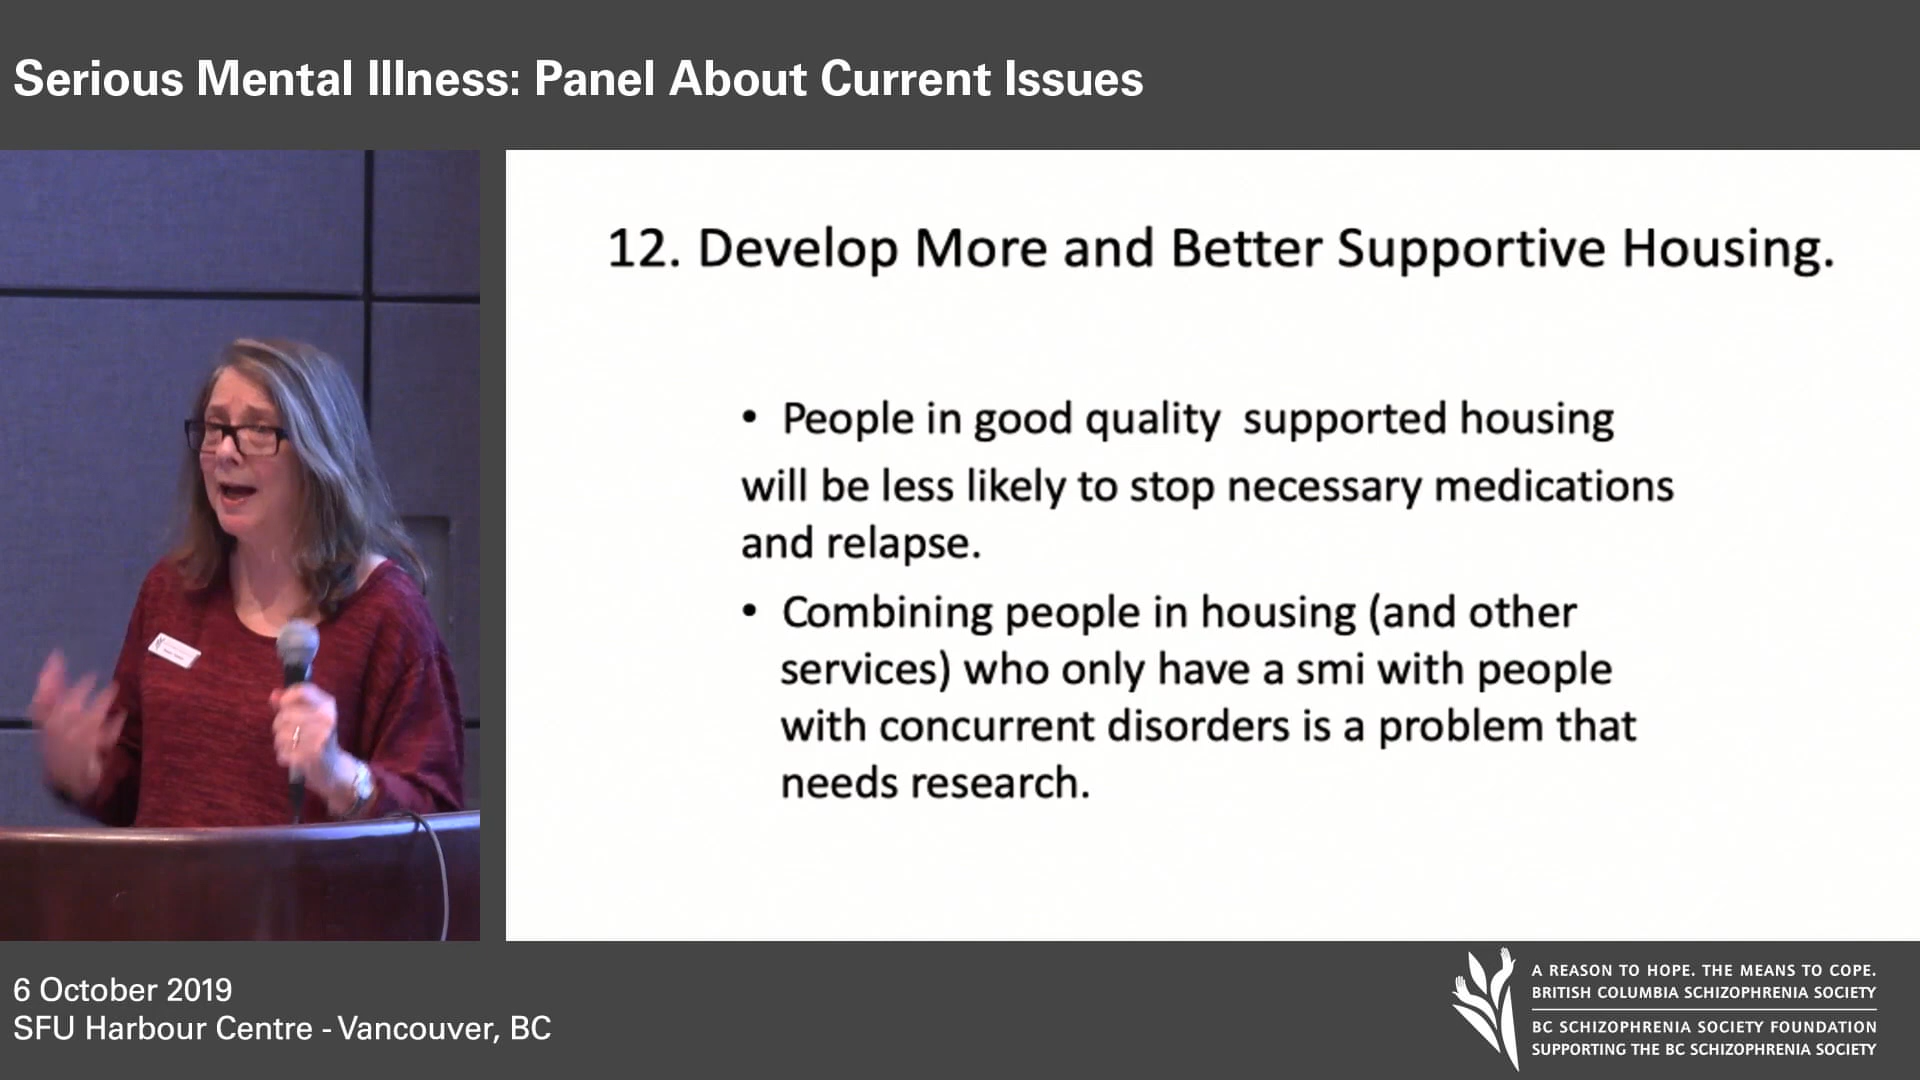 Serious Mental Illness: Panel About Current Issues
12. Develop More and Better Supportive Housing.
• People in good quality supported housing
will be less likely to stop necessary medications
and relapse.
• Combining people in housing (and other
services) who only have a smi with people
with concurrent disorders is a problem that
needs research.
6 October 2019
SFU Harbour Centre - Vancouver, BC
A REASON TO HOPE. THE MEANS TO COPE.
BRITISH COLUMBIA SCHIZOPHRENIA SOCIETY
BC SCHIZOPHRENIA SOCIETY FOUNDATION
SUPPORTING THE BC SCHIZOPHRENIA SOCIETY